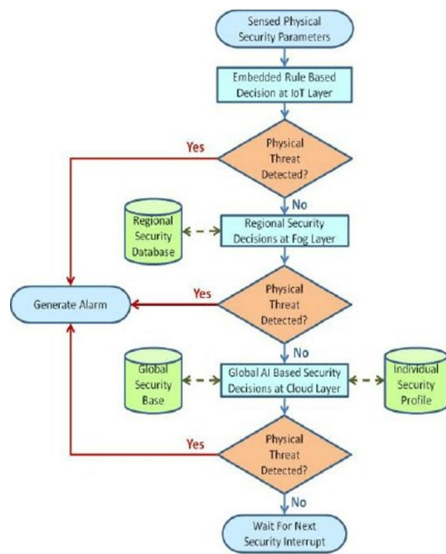 Sensed Physical
Security Parameters
Embedded Rule Based
Decision at IoT Layer
Yes
Physical
Threat
Detected?
No
Regional
Security
Database
Regional Security
Decisions at Fog Layer
Generate Alarm
Yes
Physical
Threat
Detected?
No
Global
Security
Base
Global AI Based Security
Decisions at Cloud Layer
Individual
Security
Profile
Yes
Physical
Threat
Detected?
No
Wait For Next
Security Interrupt